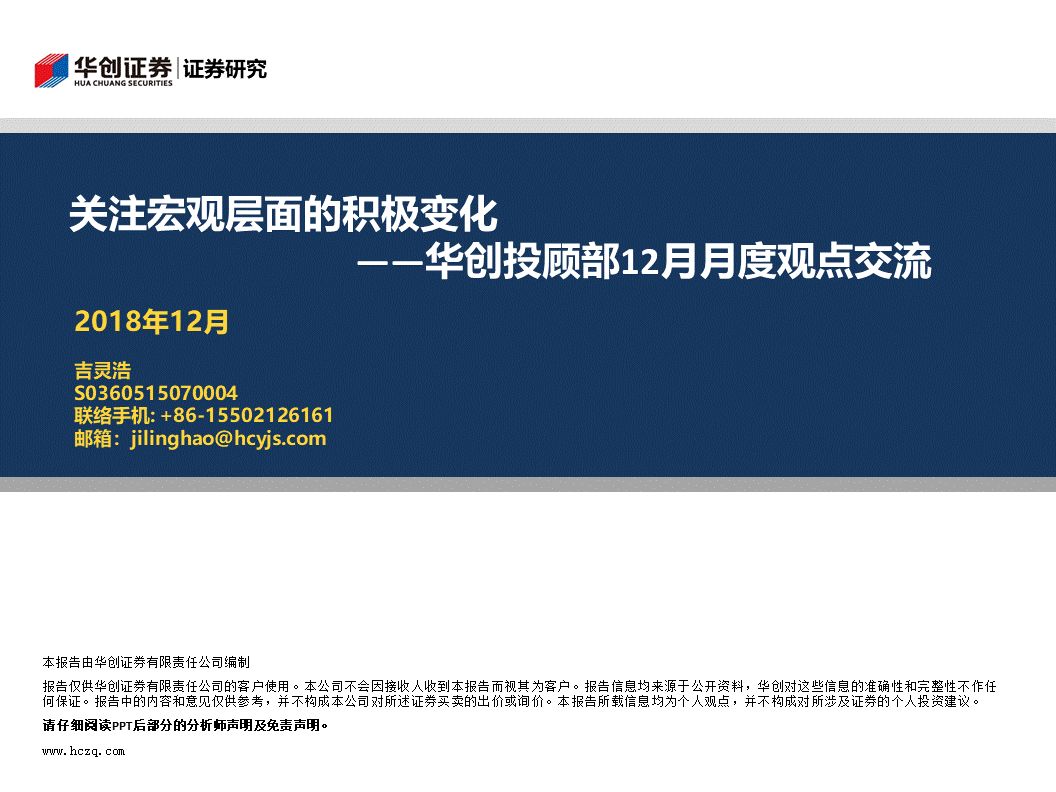 华创证券|证券研究
HUA CHUANG SECURITIES
关注宏观层面的积极变化
——华创投顾部12月月度观点交流
2018年12月
吉灵浩
S0360515070004
联络手机: +86-15502126161
邮箱：jilinghao@hcyjs.com
本报告由华创证券有限责任公司编制
报告仅供华创证券有限责任公司的客户使用。本公司不会因接收人收到本报告而视其为客户。报告信息均来源于公开资料，华创对这些信息的准确性和完整性不作任
何保证。报告中的内容和意见仅供参考，并不构成本公司对所述证券买卖的出价或询价。本报告所载信息均为个人观点，并不构成对所涉及证券的个人投资建议。
请仔细阅读PPT后部分的分析师声明及免责声明。
www.hczq.com